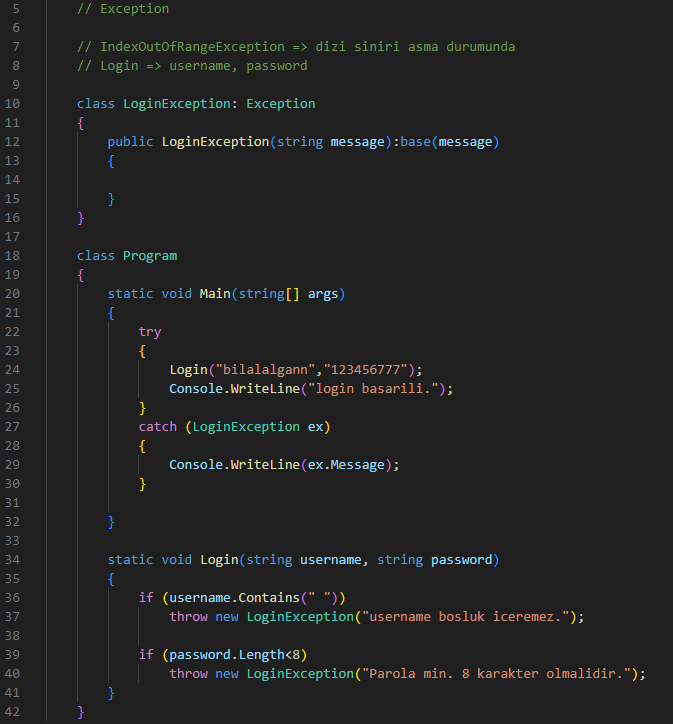 5 // Exception
6
7 // IndexOutOfRangeException => dizi siniri asma durumunda
8 // Login => username, password
9
10 class LoginException: Exception
11 {
12 public LoginException(string message):base(message)
13 {
14
15 }
16 }
17
18 class Program
19 {
20 static void Main(string[] args)
21 {
22 try
23 {
24 Login("bilalalgann","123456777");
25 Console.WriteLine("login basarili.");
26 }
27 catch (LoginException ex)
28 {
29 Console.WriteLine(ex.Message);
30 }
31
32 }
33
34 static void Login(string username, string password)
35 {
36 if (username.Contains(" "))
37 throw new LoginException("username bosluk iceremez.");
38
39 if (password.Length<8)
40 throw new LoginException("Parola min. 8 karakter olmalidir.");
41 }
42 }